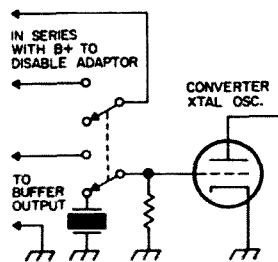 IN SERIES
WITH B+ TO
DISABLE ADAPTOR
CONVERTER
XTAL OSC.
TO
BUFFER
OUTPUT